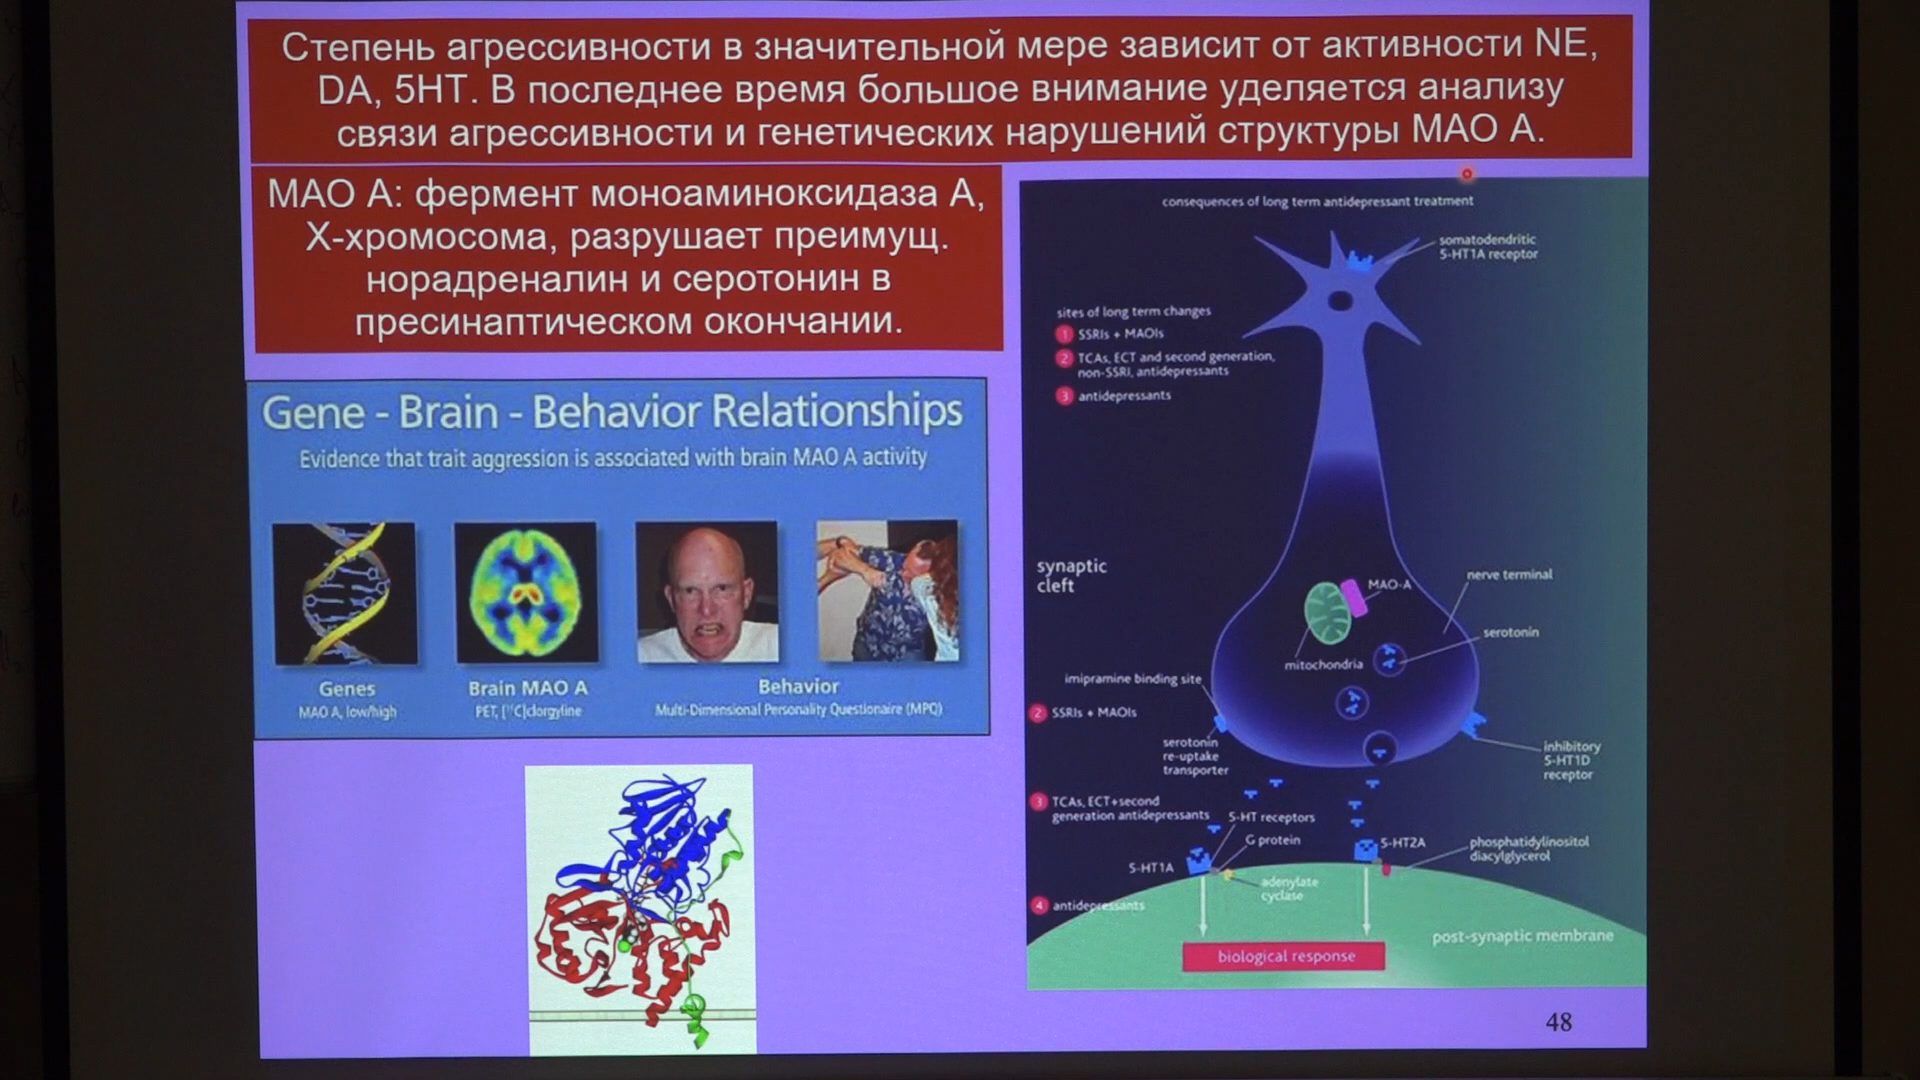 Степень агрессивности в значительной мере зависит от активности NE,
DA, 5HT. В последнее время большое внимание уделяется анализу
связи агрессивности и генетических нарушений структуры МАО А.
МАО А: фермент моноаминоксидаза А,
Х-хромосома, разрушает преимущ.
норадреналин и серотонин в
пресинаптическом окончании.
Gene - Brain - Behavior Relationships
Evidence that trait aggression is associated with brain MAO A activity
Genes
MAO A, low/high
Brain MAO A
PET, [¹¹C]clorgyline
Behavior
Multi-Dimensional Personality Questionaire (MPQ)
consequences of long term antidepressant treatment
somatodendritic
5-HT1A receptor
sites of long term changes
1 SSRIs + MAOIs
2 TCAs, ECT and second generation,
non-SSRI, antidepressants
3 antidepressants
synaptic
cleft
MAO-A
nerve terminal
serotonin
mitochondria
imipramine binding site
2 SSRIs + MAOIs
serotonin
re-uptake
transporter
inhibitory
5-HT1D
receptor
3 TCAs, ECT+second
generation antidepressants
5-HT receptors
G protein
5-HT2A
phosphatidylinositol
diacylglycerol
5-HT1A
adenylate
cyclase
4 antidepressants
post-synaptic membrane
biological response
48